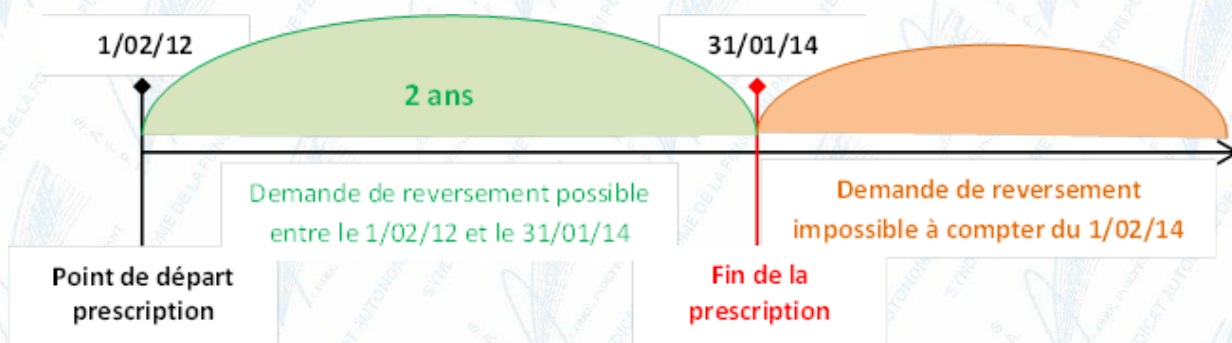 1/02/12
31/01/14
2 ans
Demande de reversement possible
entre le 1/02/12 et le 31/01/14
Demande de reversement
impossible à compter du 1/02/14
Point de départ
prescription
Fin de la
prescription